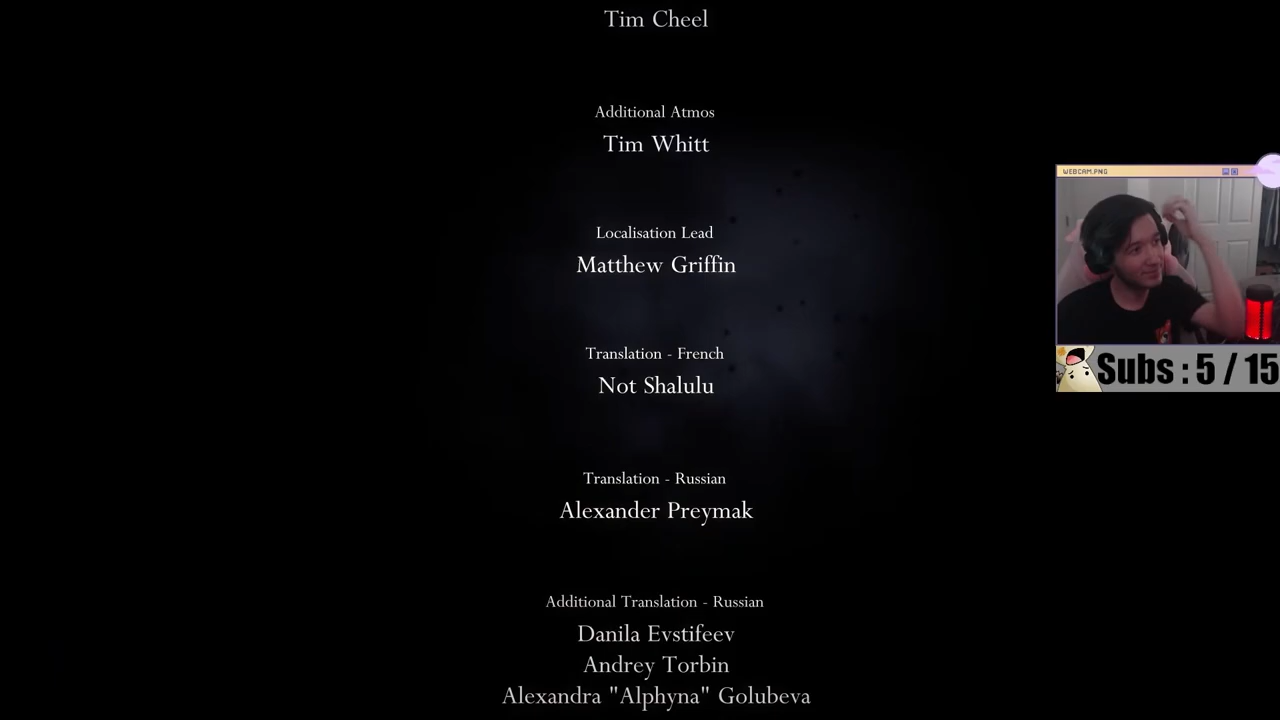 Tim Cheel
Additional Atmos
Tim Whitt
Localisation Lead
Matthew Griffin
WEBCAM.PNG
Translation - French
Not Shalulu
Subs : 5 / 15
Translation - Russian
Alexander Preymak
Additional Translation - Russian
Danila Evstifeev
Andrey Torbin
Alexandra "Alphyna" Golubeva